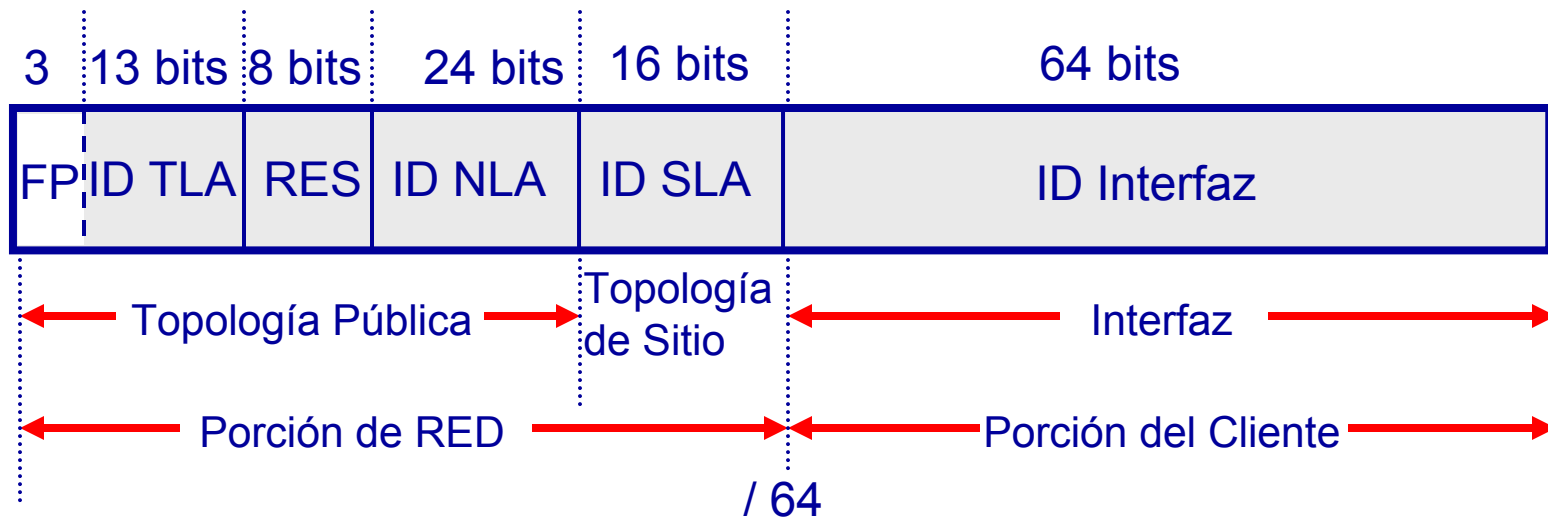 3 13 bits 8 bits 24 bits 16 bits 64 bits
FP ID TLA RES ID NLA ID SLA ID Interfaz
Topología Pública
Topología
de Sitio
Interfaz
Porción de RED
Porción del Cliente
/ 64